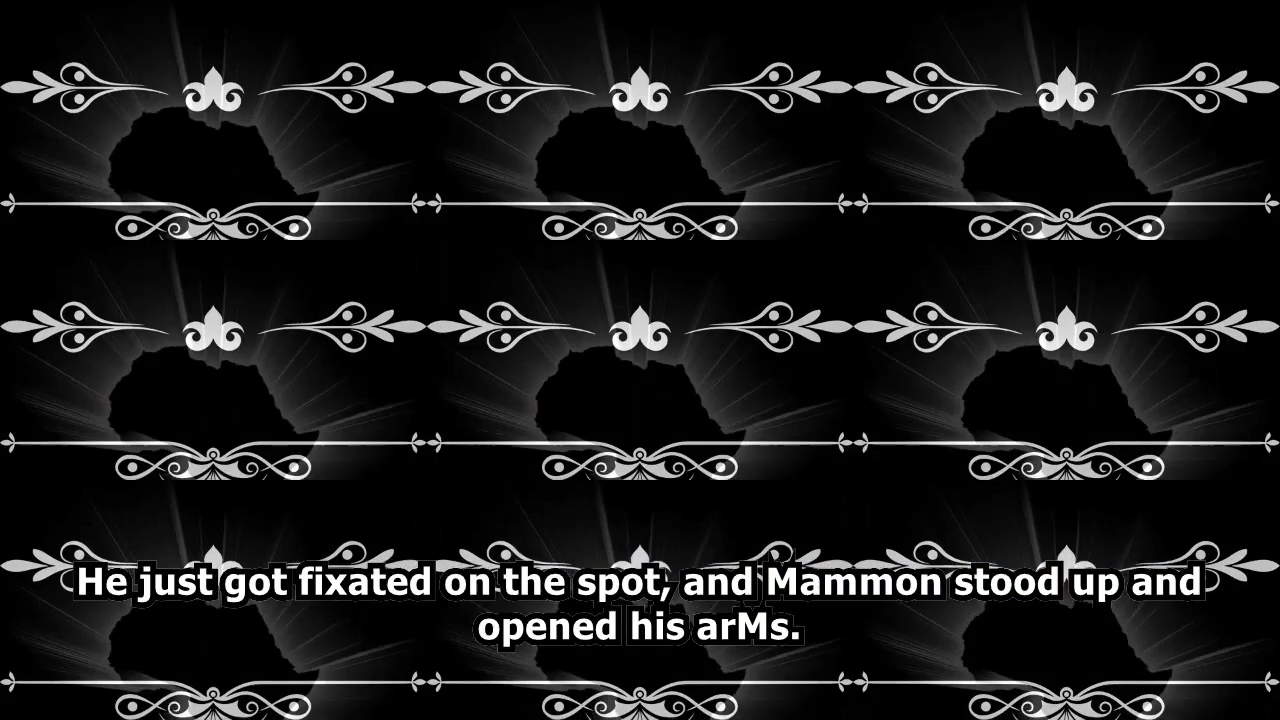 He just got fixated on the spot, and Mammon stood up and
opened his arMs.